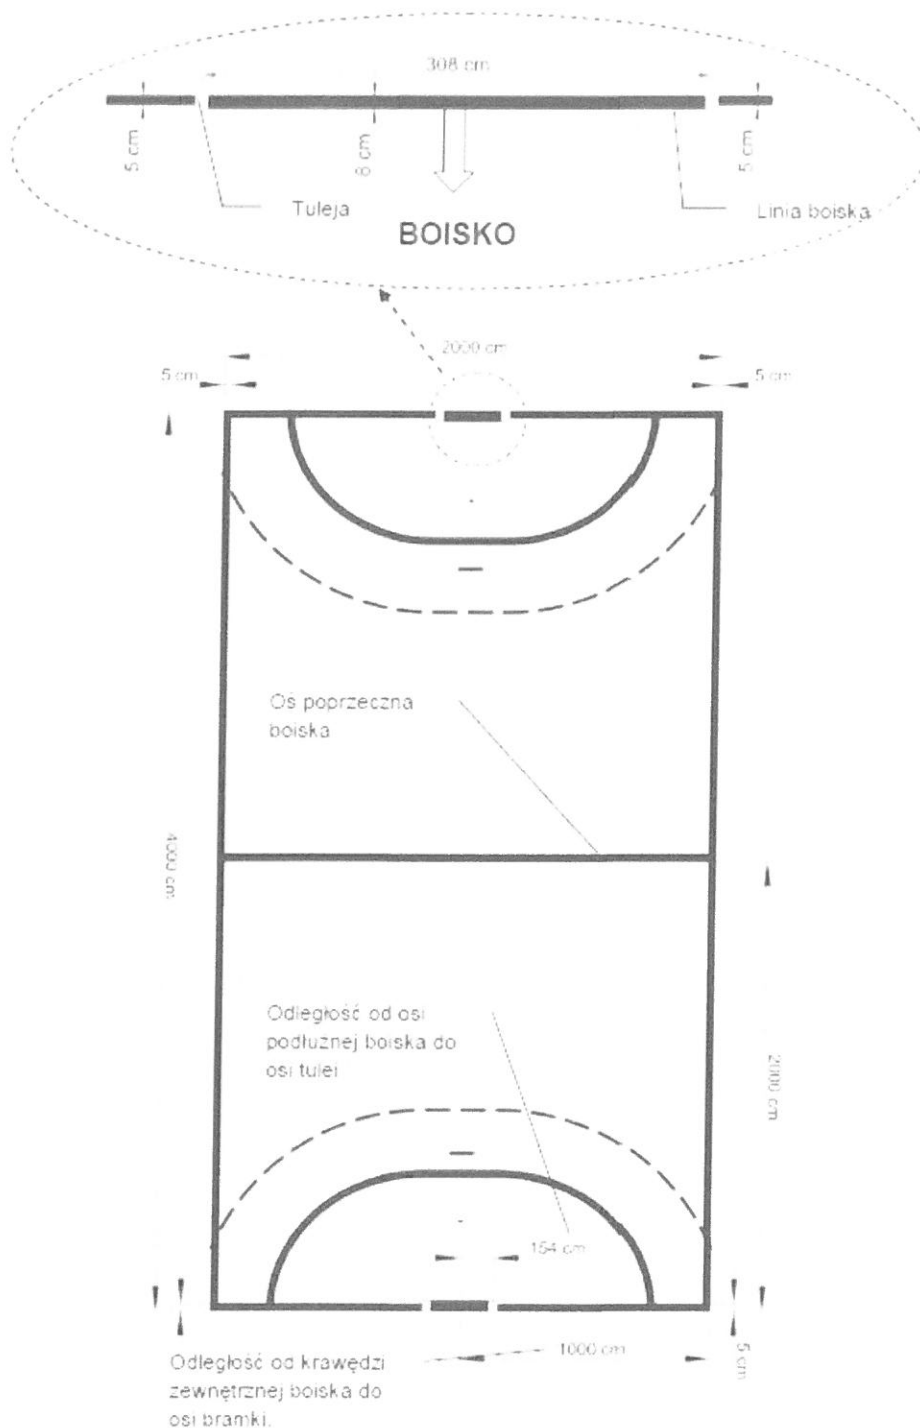 308 cm
5 cm
8 cm
5 cm
Tuleja
Linia boiska
BOISKO
2000 cm
5 cm
5 cm
Oś poprzeczna
boiska
4000 cm
Odległość od osi
podłużnej boiska do
osi tulei
2000 cm
154 cm
1000 cm
5 cm
Odległość od krawędzi
zewnętrznej boiska do
osi bramki.